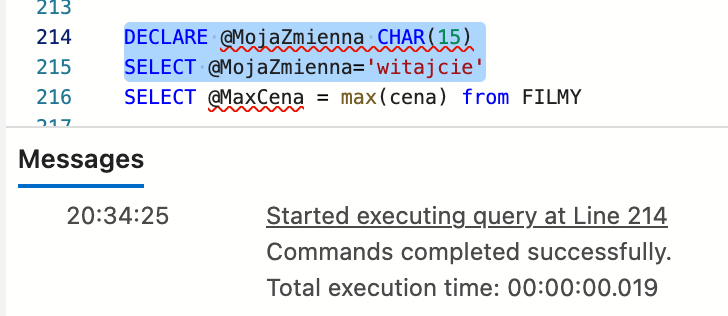 213
214 DECLARE @MojaZmienna CHAR(15)
215 SELECT @MojaZmienna='witajcie'
216 SELECT @MaxCena = max(cena) from FILMY
217
Messages
20:34:25 Started executing query at Line 214
Commands completed successfully.
Total execution time: 00:00:00.019